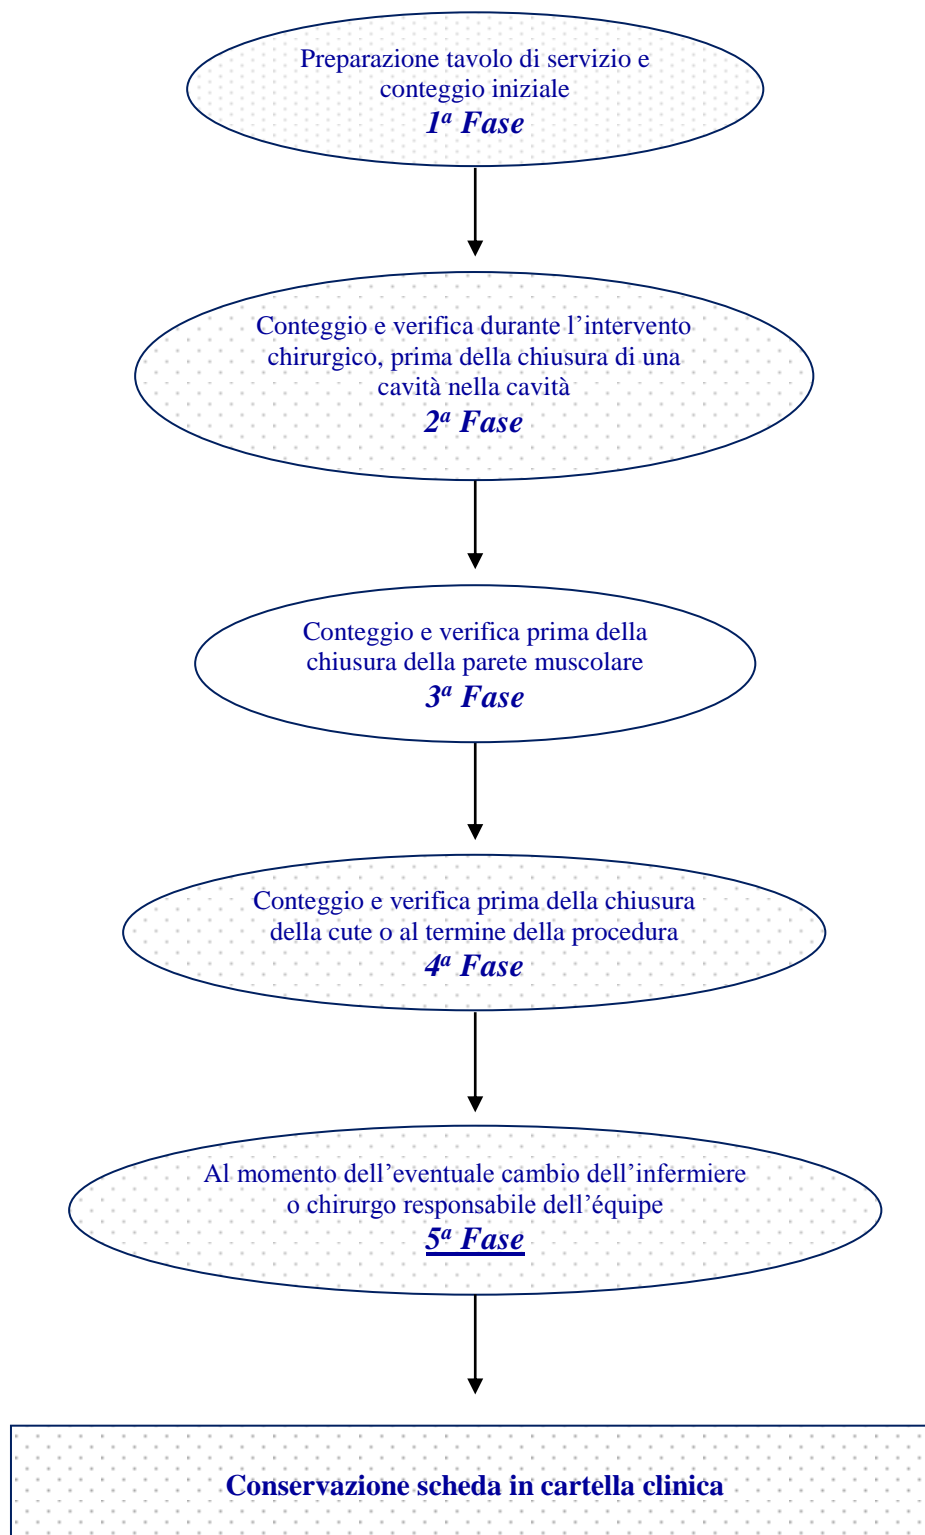 Preparazione tavolo di servizio e
conteggio iniziale
1ª Fase
Conteggio e verifica durante l’intervento
chirurgico, prima della chiusura di una
cavità nella cavità
2ª Fase
Conteggio e verifica prima della
chiusura della parete muscolare
3ª Fase
Conteggio e verifica prima della chiusura
della cute o al termine della procedura
4ª Fase
Al momento dell’eventuale cambio dell’infermiere
o chirurgo responsabile dell’équipe
5ª Fase
Conservazione scheda in cartella clinica